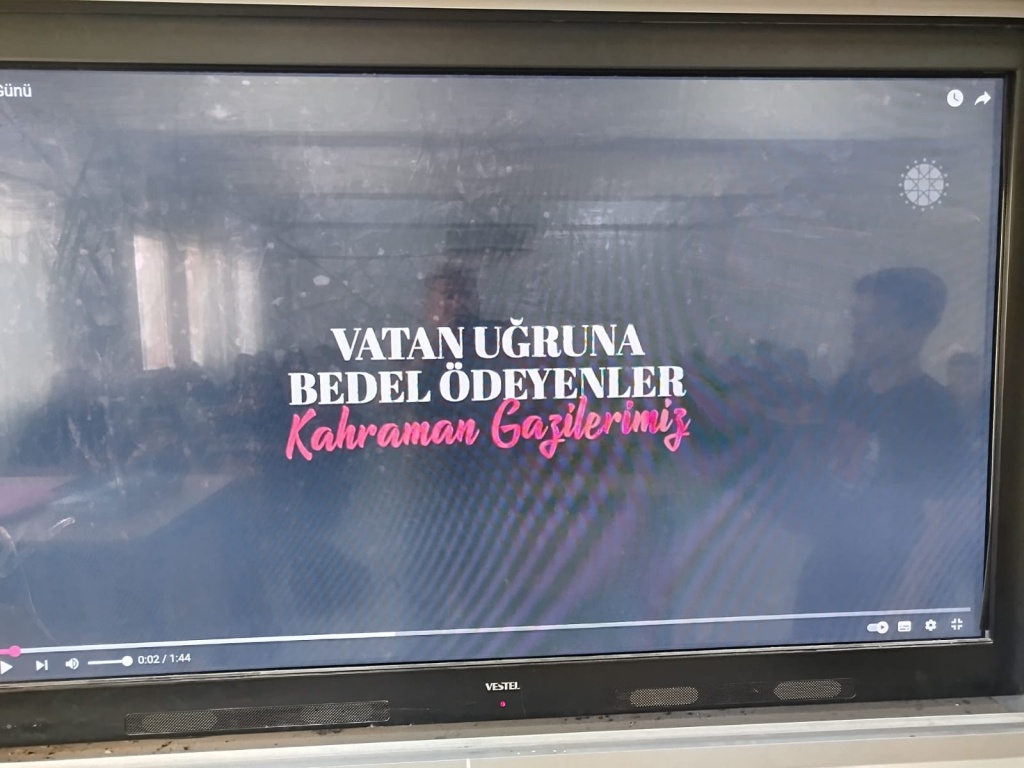 Günü
VATAN UĞRUNA
BEDEL ÖDEYENLER
Kahraman Gazilerimiz
0:02 / 1:44
VESTEL